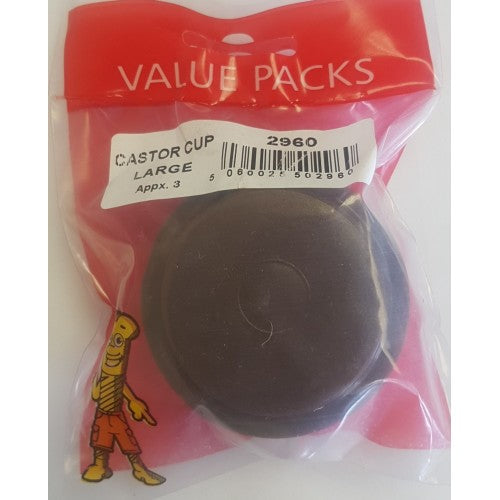 VALUE PACKS
CASTOR CUP 2960
LARGE
Appx. 3
5 060025 502960